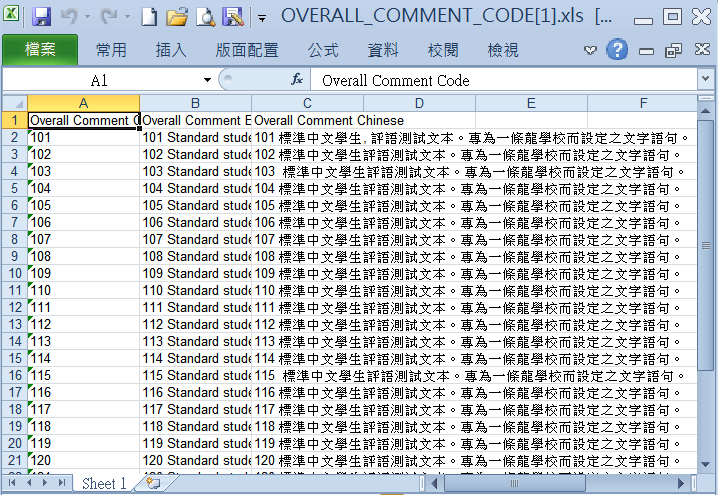 OVERALL_COMMENT_CODE[1].xls [...
檔案 常用 插入 版面配置 公式 資料 校閱 檢視
A1 fx Overall Comment Code
A B C D E F
1 Overall Comment C Overall Comment E Overall Comment Chinese
2 101 101 Standard stude 101 標準中文學生, 評語測試文本。專為一條龍學校而設定之文字語句。
3 102 102 Standard stude 102 標準中文學生評語測試文本。專為一條龍學校而設定之文字語句。
4 103 103 Standard stude 103 標準中文學生評語測試文本。專為一條龍學校而設定之文字語句。
5 104 104 Standard stude 104 標準中文學生評語測試文本。專為一條龍學校而設定之文字語句。
6 105 105 Standard stude 105 標準中文學生評語測試文本。專為一條龍學校而設定之文字語句。
7 106 106 Standard stude 106 標準中文學生評語測試文本。專為一條龍學校而設定之文字語句。
8 107 107 Standard stude 107 標準中文學生評語測試文本。專為一條龍學校而設定之文字語句。
9 108 108 Standard stude 108 標準中文學生評語測試文本。專為一條龍學校而設定之文字語句。
10 109 109 Standard stude 109 標準中文學生評語測試文本。專為一條龍學校而設定之文字語句。
11 110 110 Standard stude 110 標準中文學生評語測試文本。專為一條龍學校而設定之文字語句。
12 111 111 Standard stude 111 標準中文學生評語測試文本。專為一條龍學校而設定之文字語句。
13 112 112 Standard stude 112 標準中文學生評語測試文本。專為一條龍學校而設定之文字語句。
14 113 113 Standard stude 113 標準中文學生評語測試文本。專為一條龍學校而設定之文字語句。
15 114 114 Standard stude 114 標準中文學生評語測試文本。專為一條龍學校而設定之文字語句。
16 115 115 Standard stude 115 標準中文學生評語測試文本。專為一條龍學校而設定之文字語句。
17 116 116 Standard stude 116 標準中文學生評語測試文本。專為一條龍學校而設定之文字語句。
18 117 117 Standard stude 117 標準中文學生評語測試文本。專為一條龍學校而設定之文字語句。
19 118 118 Standard stude 118 標準中文學生評語測試文本。專為一條龍學校而設定之文字語句。
20 119 119 Standard stude 119 標準中文學生評語測試文本。專為一條龍學校而設定之文字語句。
21 120 120 Standard stude 120 標準中文學生評語測試文本。專為一條龍學校而設定之文字語句。
Sheet 1